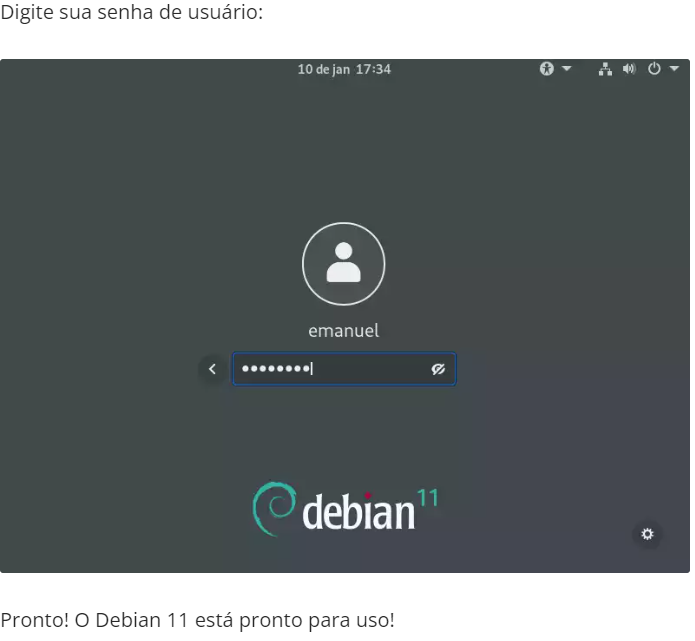 Digite sua senha de usuário:
10 de jan 17:34
emanuel
debian 11
Pronto! O Debian 11 está pronto para uso!